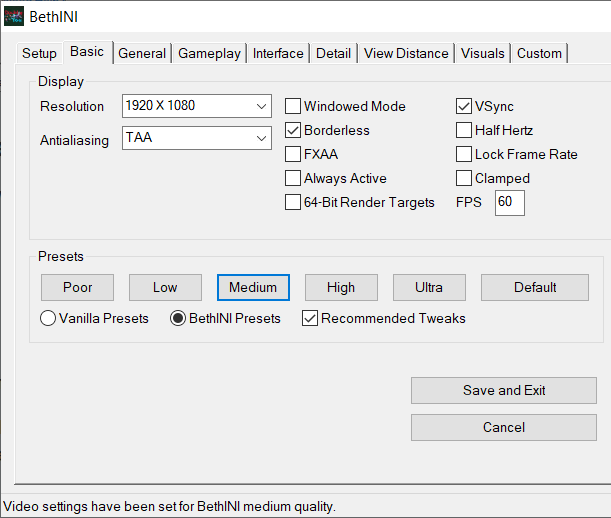 BethINI
Setup Basic General Gameplay Interface Detail View Distance Visuals Custom
Display
Resolution 1920 X 1080 Windowed Mode VSync
Antialiasing TAA Borderless Half Hertz
FXAA Lock Frame Rate
Always Active Clamped
64-Bit Render Targets FPS 60
Presets
Poor Low Medium High Ultra Default
Vanilla Presets BethINI Presets Recommended Tweaks
Save and Exit
Cancel
Video settings have been set for BethINI medium quality.